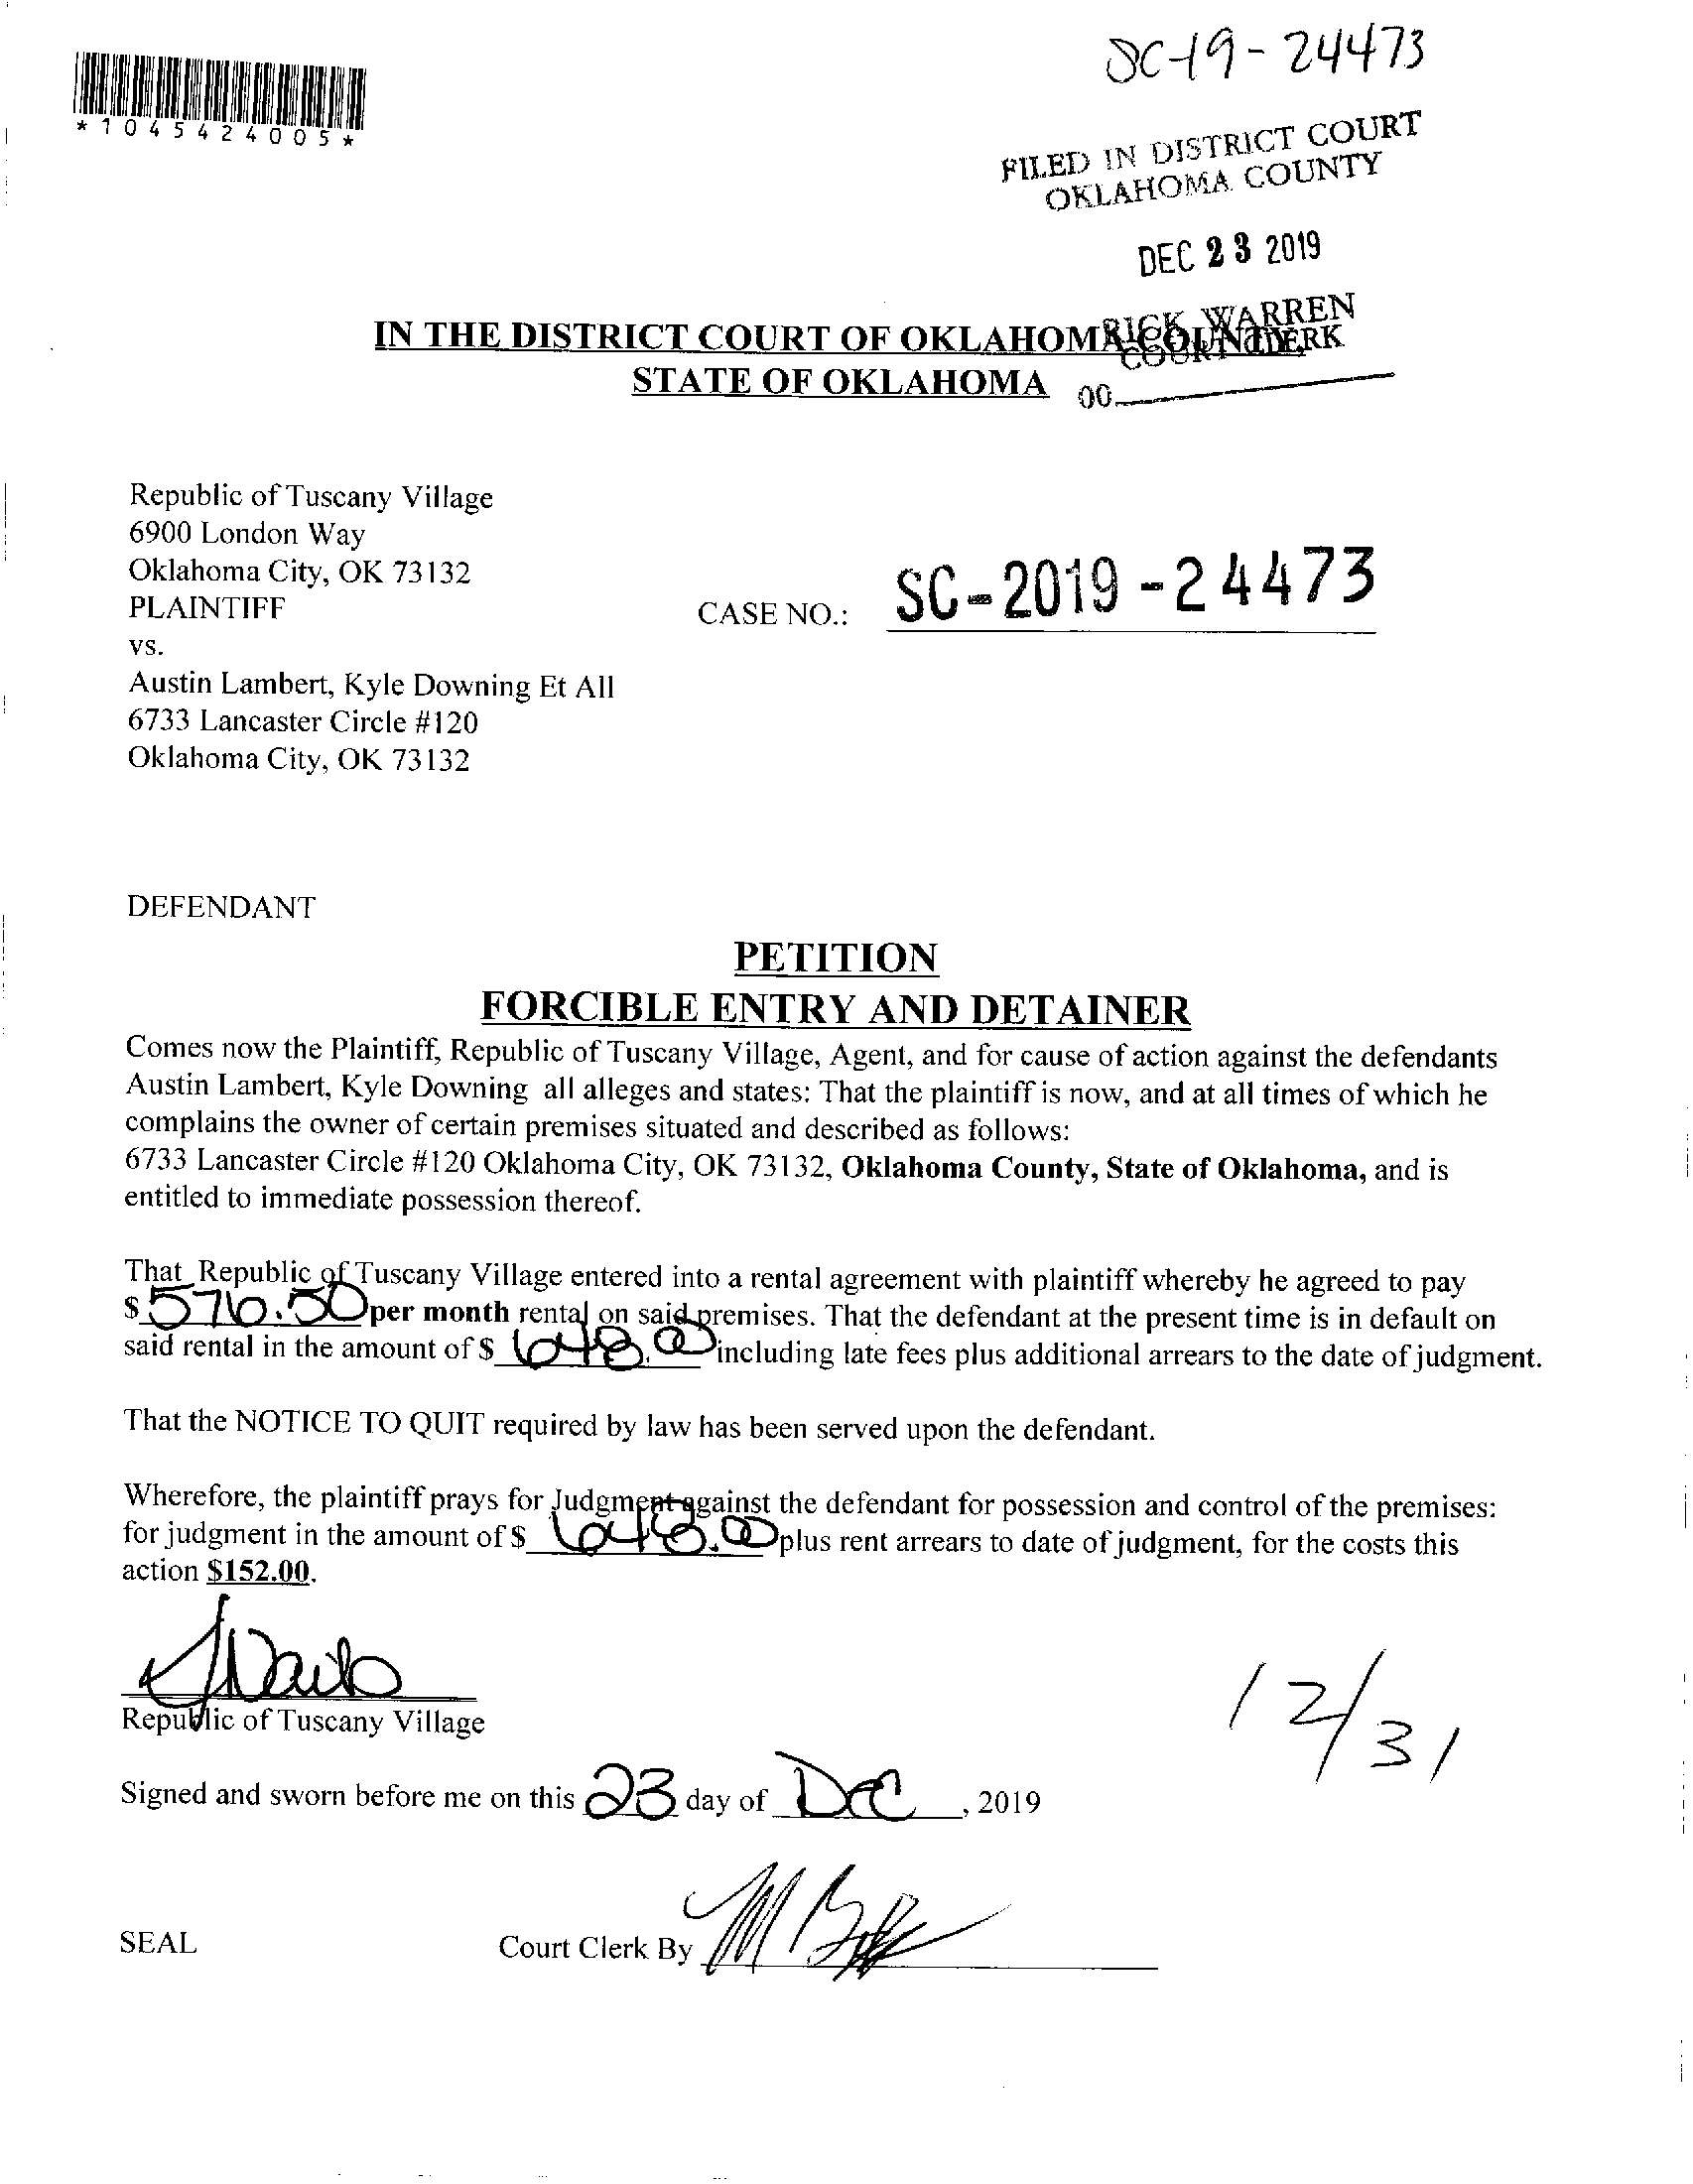 SC-19-24473
*1045424005*
FILED IN DISTRICT COURT
OKLAHOMA COUNTY
DEC 23 2019
RICK WARREN
COURT CLERK
00
IN THE DISTRICT COURT OF OKLAHOMA COUNTY,
STATE OF OKLAHOMA
Republic of Tuscany Village
6900 London Way
Oklahoma City, OK 73132
PLAINTIFF
CASE NO.: SC-2019-24473
vs.
Austin Lambert, Kyle Downing Et All
6733 Lancaster Circle #120
Oklahoma City, OK 73132
DEFENDANT
PETITION
FORCIBLE ENTRY AND DETAINER
Comes now the Plaintiff, Republic of Tuscany Village, Agent, and for cause of action against the defendants
Austin Lambert, Kyle Downing all alleges and states: That the plaintiff is now, and at all times of which he
complains the owner of certain premises situated and described as follows:
6733 Lancaster Circle #120 Oklahoma City, OK 73132, Oklahoma County, State of Oklahoma, and is
entitled to immediate possession thereof.
That Republic of Tuscany Village entered into a rental agreement with plaintiff whereby he agreed to pay
$ 576.50 per month rental on said premises. That the defendant at the present time is in default on
said rental in the amount of $ 648.00 including late fees plus additional arrears to the date of judgment.
That the NOTICE TO QUIT required by law has been served upon the defendant.
Wherefore, the plaintiff prays for Judgment against the defendant for possession and control of the premises:
for judgment in the amount of $ 648.00 plus rent arrears to date of judgment, for the costs this
action $152.00.
Republic of Tuscany Village
12/31
Signed and sworn before me on this 23 day of Dec, 2019
SEAL
Court Clerk By